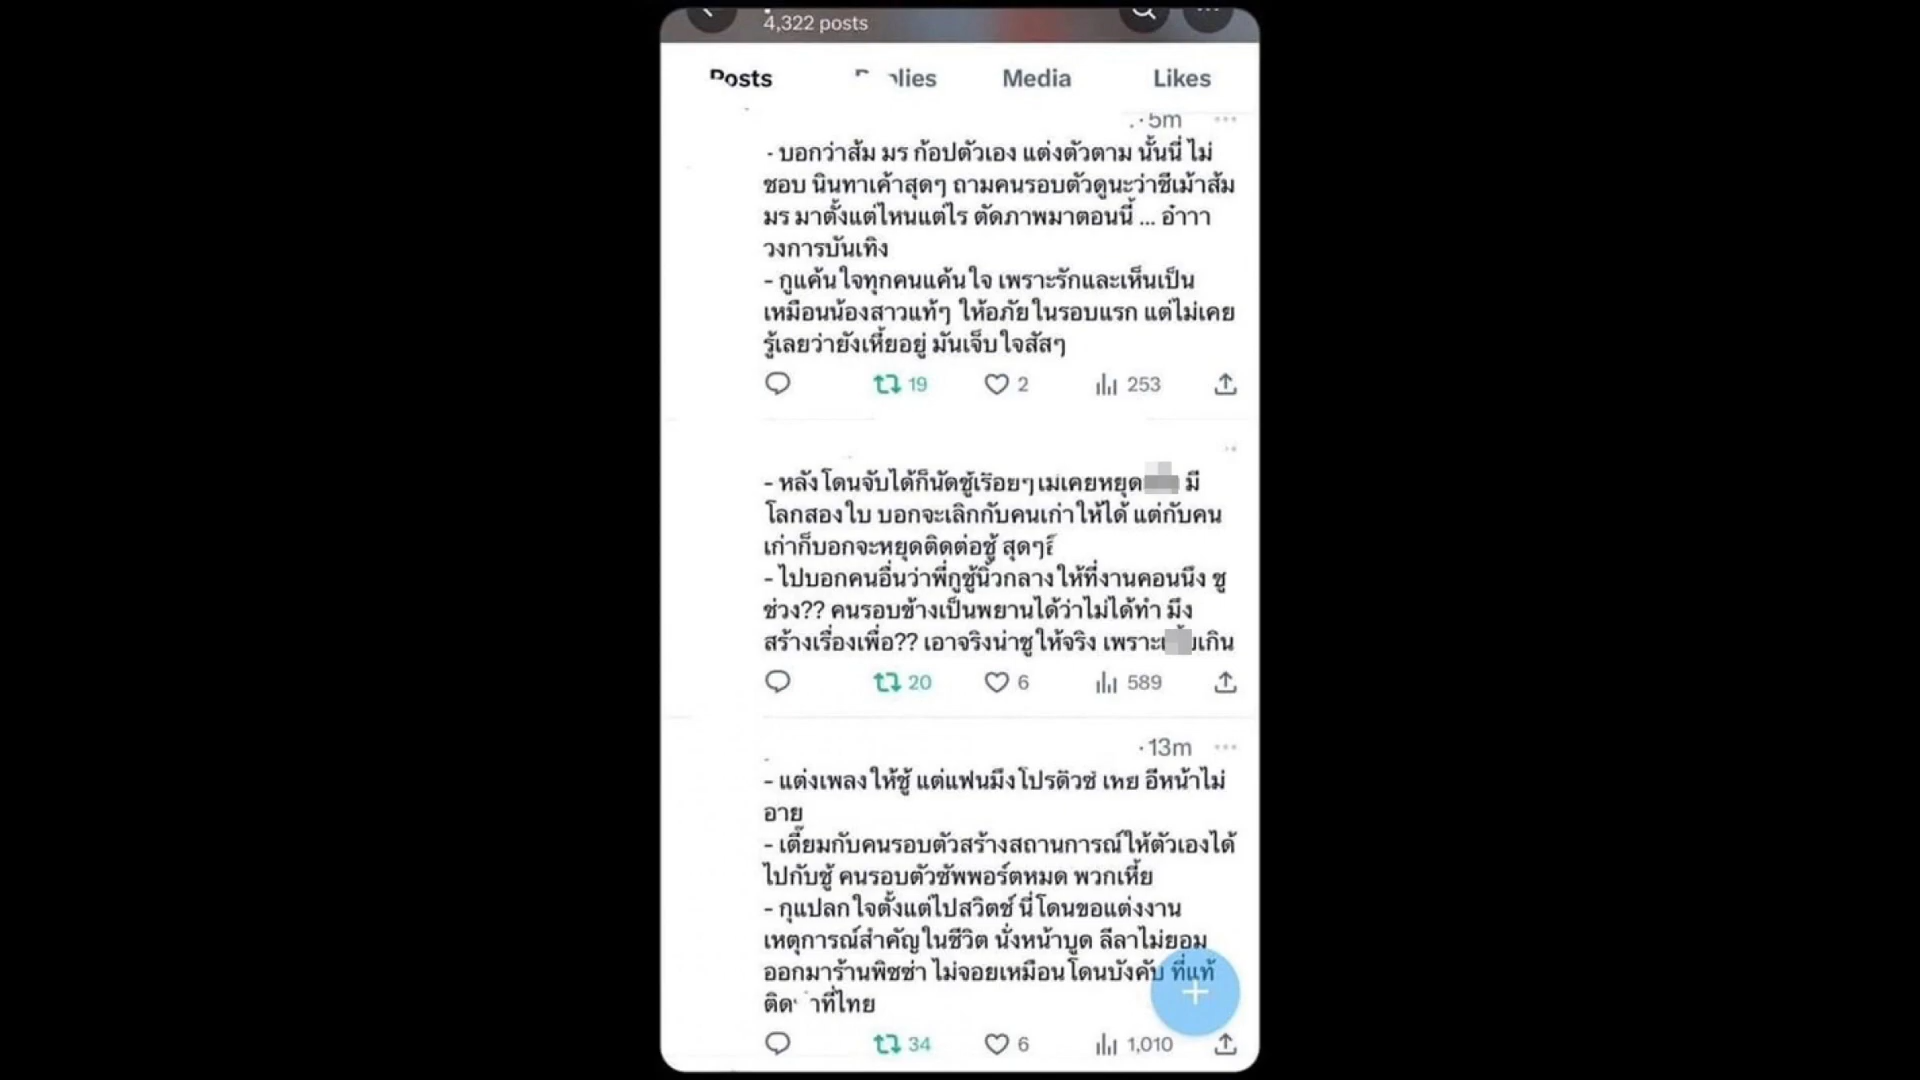 4,322 posts
Posts
lies
Media
Likes
5m
- บอกว่าส้ม มร ก้อปตัวเอง แต่งตัวตาม นั้นนี่ ไม่
ชอบ นินทาเค้าสุดๆ ถามคนรอบตัวดูนะว่าชีเม้าส้ม
มร มาตั้งแต่ไหนแต่ไร ตัดภาพมาตอนนี้ ... อ๋าาา
วงการบันเทิง
- กูแค้นใจทุกคนแค้นใจ เพราะรักและเห็นเป็น
เหมือนน้องสาวแท้ๆ ให้อภัยในรอบแรก แต่ไม่เคย
รู้เลยว่ายังเหี้ยอยู่ มันเจ็บใจสัสๆ
19
2
253
- หลังโดนจับได้ก็นัดชู้เรื่อยๆ ไม่เคยหยุด มี
โลกสองใบ บอกจะเลิกกับคนเก่าให้ได้ แต่กับคน
เก่าก็บอกจะหยุดติดต่อชู้ สุดๆ
- ไปบอกคนอื่นว่าพี่กูชูนิ้วกลางให้ที่งานคอนนึง ชู
ช่วง?? คนรอบข้างเป็นพยานได้ว่าไม่ได้ทำ มึง
สร้างเรื่องเพื่อ?? เอาจริงน่าชูให้จริง เพราะ เกิน
20
6
589
13m
- แต่งเพลงให้ชู้ แต่แฟนมึงโปรดิวซ์ เหย อีหน้าไม่
อาย
- เตี๊ยมกับคนรอบตัวสร้างสถานการณ์ให้ตัวเองได้
ไปกับชู้ คนรอบตัวซัพพอร์ตหมด พวกเหี้ย
- กุแปลกใจตั้งแต่ไปสวิตซ์ นี่โดนขอแต่งงาน
เหตุการณ์สำคัญในชีวิต นั่งหน้าบูด ลีลาไม่ยอม
ออกมาร้านพิซซ่า ไม่จอยเหมือนโดนบังคับ ที่แท้
ติด ที่ไทย
34
6
1,010